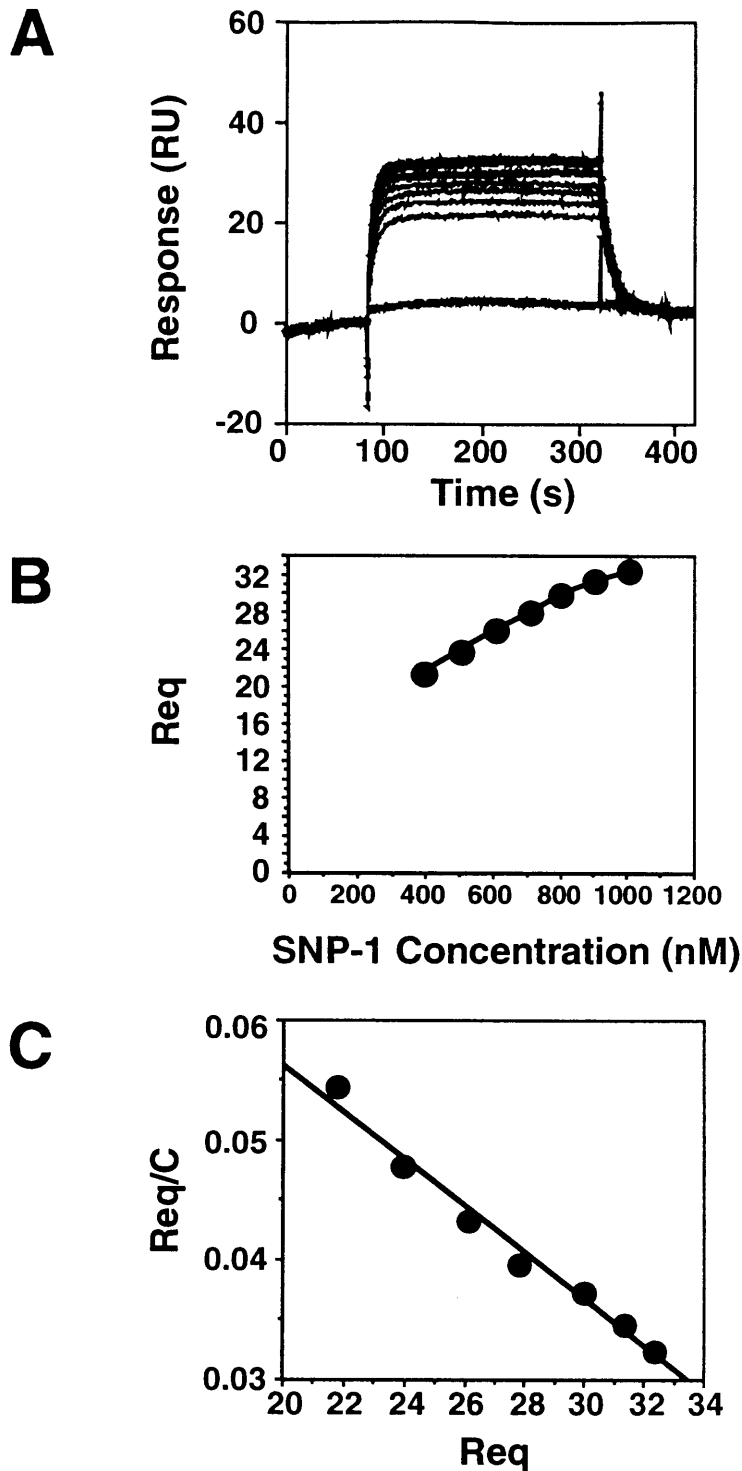 A
Response (RU)
60
40
20
0
-20
0 100 200 300 400
Time (s)
B
Req
32
28
24
20
16
12
8
4
0
0 200 400 600 800 1000 1200
SNP-1 Concentration (nM)
C
Req/C
0.06
0.05
0.04
0.03
20 22 24 26 28 30 32 34
Req